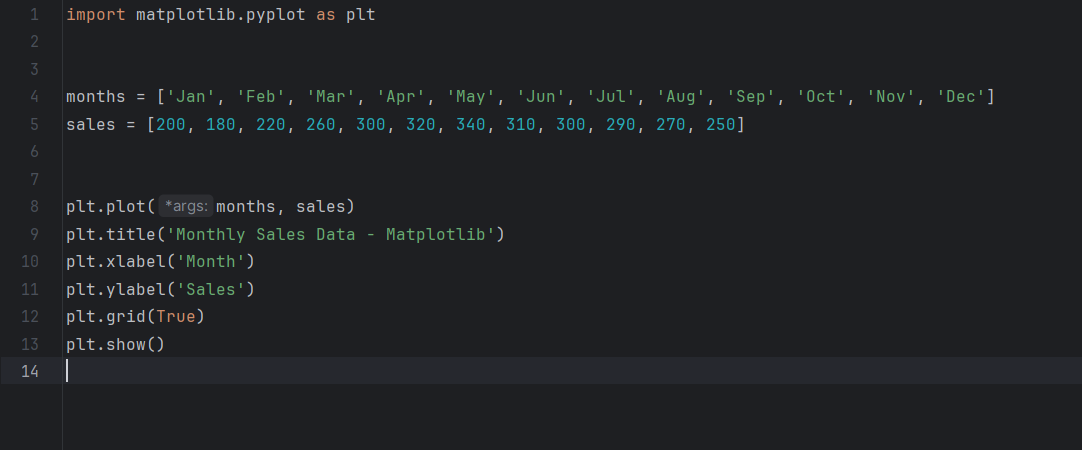 1 import matplotlib.pyplot as plt
2
3
4 months = ['Jan', 'Feb', 'Mar', 'Apr', 'May', 'Jun', 'Jul', 'Aug', 'Sep', 'Oct', 'Nov', 'Dec']
5 sales = [200, 180, 220, 260, 300, 320, 340, 310, 300, 290, 270, 250]
6
7
8 plt.plot( *args: months, sales)
9 plt.title('Monthly Sales Data - Matplotlib')
10 plt.xlabel('Month')
11 plt.ylabel('Sales')
12 plt.grid(True)
13 plt.show()
14